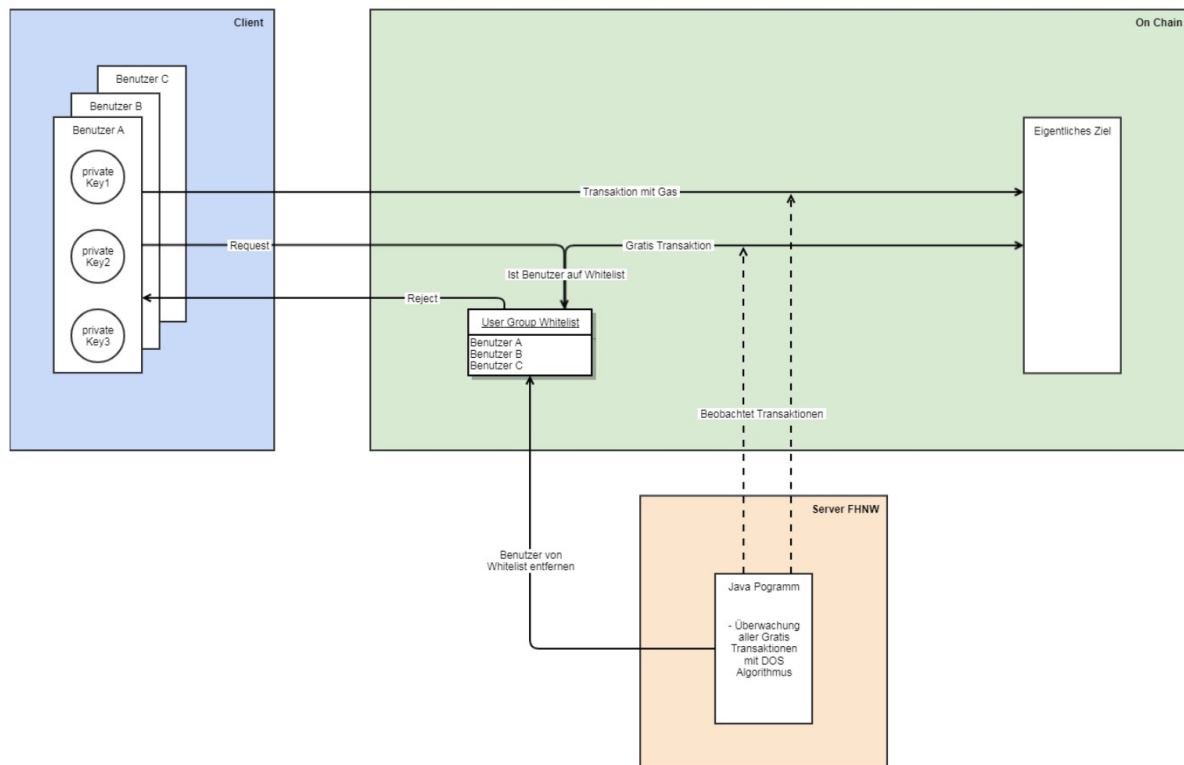 Client
On Chain
Benutzer C
Benutzer B
Benutzer A
private
Key1
private
Key2
private
Key3
Eigentliches Ziel
Transaktion mit Gas
Request
Gratis Transaktion
Ist Benutzer auf Whitelist
Reject
User Group Whitelist
Benutzer A
Benutzer B
Benutzer C
Beobachtet Transaktionen
Server FHNW
Benutzer von
Whitelist entfernen
Java Pogramm
- Überwachung
aller Gratis
Transaktionen
mit DOS
Algorithmus